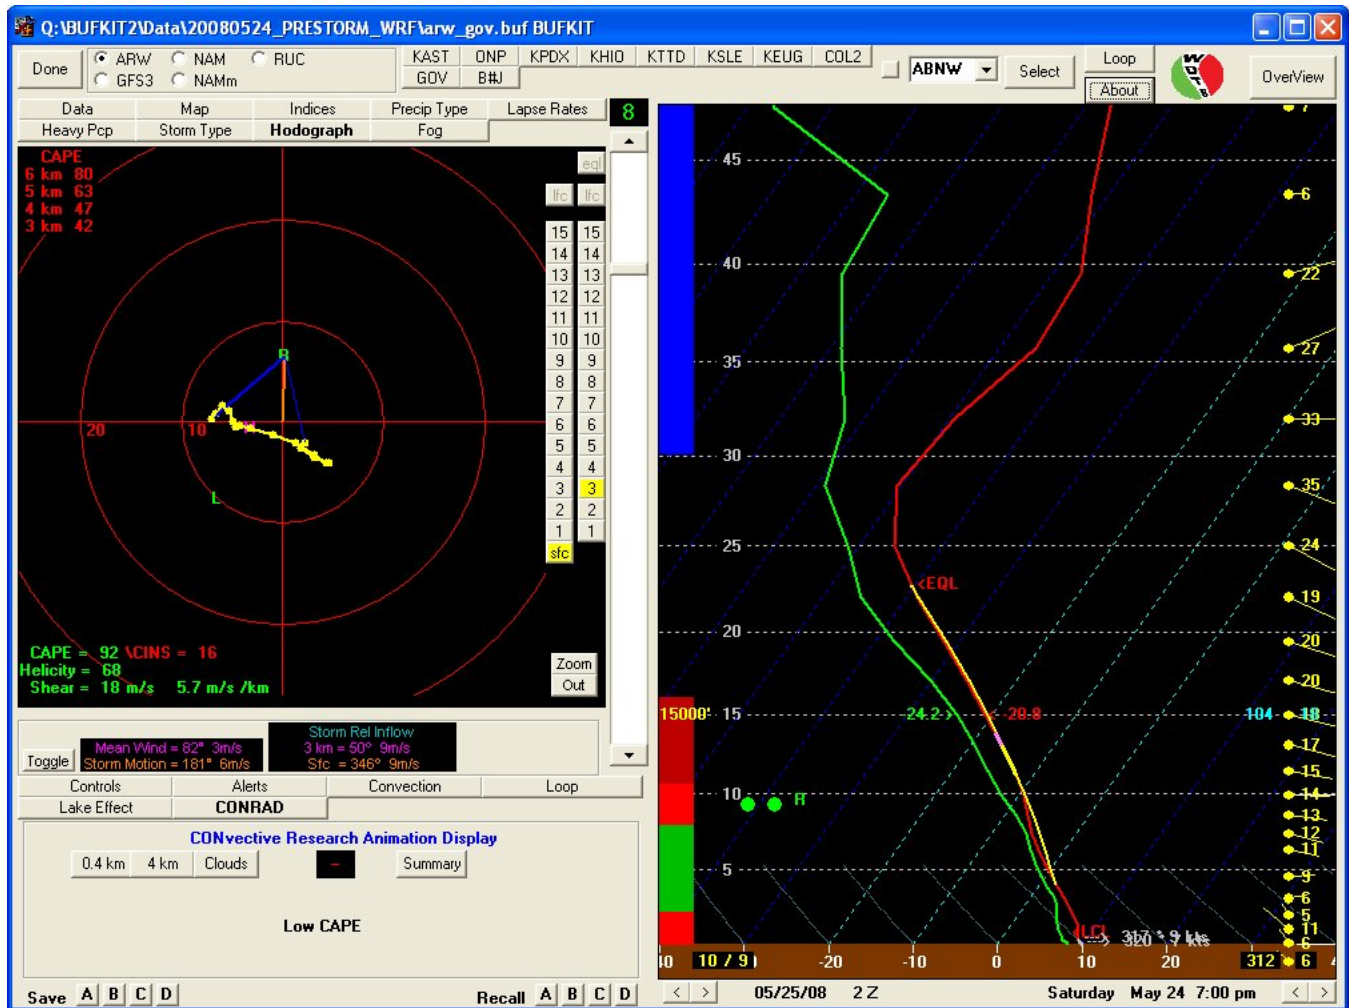 Q:\BUFKIT2\Data\20080524_PRESTORM_WRF\arw_gov.buf BUFKIT
Done
ARW NAM RUC
GFS3 NAMm
KAST ONP KPDX KHIO KTTD KSLE KEUG COL2
GOV B#J
ABNW
Select
Loop
About
OverView
Data Map Indices Precip Type Lapse Rates
Heavy Pcp Storm Type Hodograph Fog
8
CAPE
6 km 80
5 km 63
4 km 47
3 km 42
eql
lfc lfc
15 15
14 14
13 13
12 12
11 11
10 10
9 9
8 8
7 7
6 6
5 5
4 4
3 3
2 2
1 1
sfc
R
20 10
L
CAPE = 92 \CINS = 16
Helicity = 68
Shear = 18 m/s 5.7 m/s /km
Zoom
Out
Toggle
Mean Wind = 82° 3m/s
Storm Motion = 181° 6m/s
Storm Rel Inflow
3 km = 50° 9m/s
Sfc = 346° 9m/s
Controls Alerts Convection Loop
Lake Effect CONRAD
CONvective Research Animation Display
0.4 km 4 km Clouds - Summary
Low CAPE
Save A B C D
Recall A B C D
45
40
35
30
25
20
15
10
5
15000'
<EQL
24.2 > < -20.8
104
R
<LCL
7
6
22
27
33
35
24
19
20
17
18
17
15
14
13
12
11
9
6
5
11
6
6
10 / 9
-20 -10 0 10 20
312
< > 05/25/08 2 Z Saturday May 24 7:00 pm < >